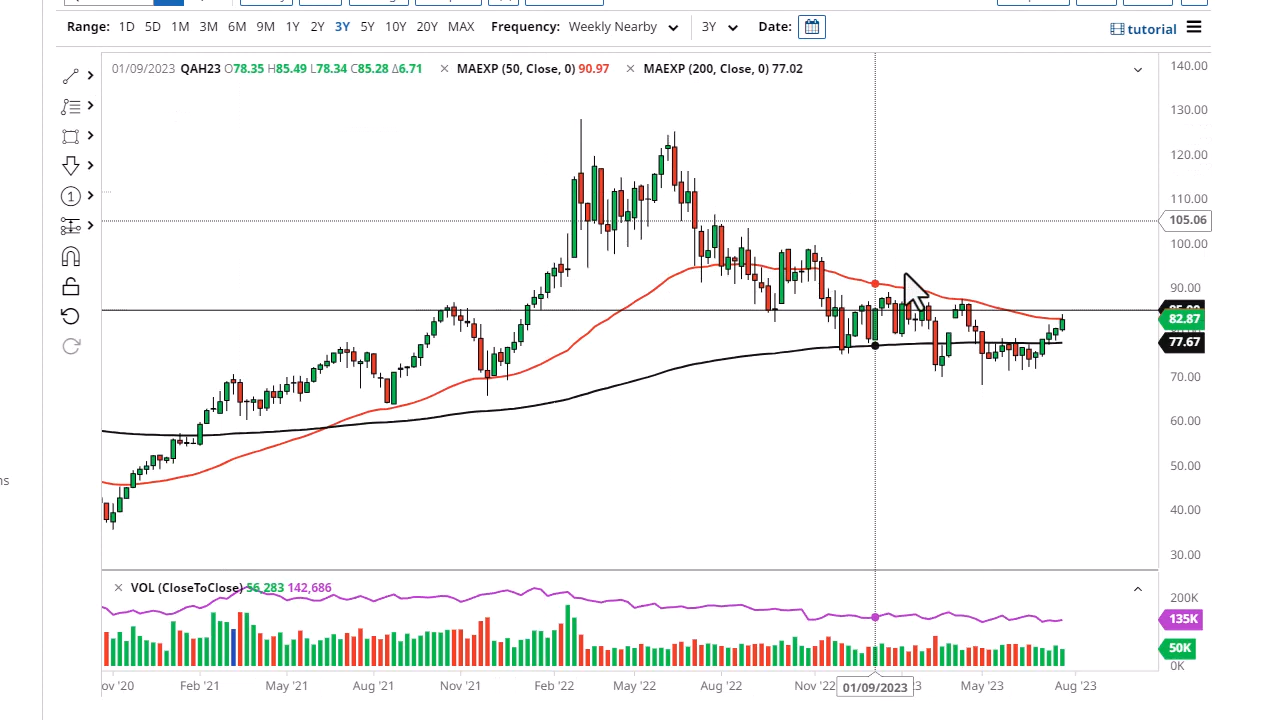 Range: 1D 5D 1M 3M 6M 9M 1Y 2Y 3Y 5Y 10Y 20Y MAX Frequency: Weekly Nearby 3Y Date: tutorial
01/09/2023 QAH23 O78.35 H85.49 L78.34 C85.28 Δ6.71 × MAEXP (50, Close, 0) 90.97 × MAEXP (200, Close, 0) 77.02
140.00
130.00
120.00
110.00
105.06
100.00
90.00
82.87
77.67
70.00
60.00
50.00
40.00
30.00
1
ns
× VOL (CloseToClose) 56,283 142,686
200K
135K
50K
0K
ov '20 Feb '21 May '21 Aug '21 Nov '21 Feb '22 May '22 Aug '22 Nov '22 01/09/2023 3 May '23 Aug '23